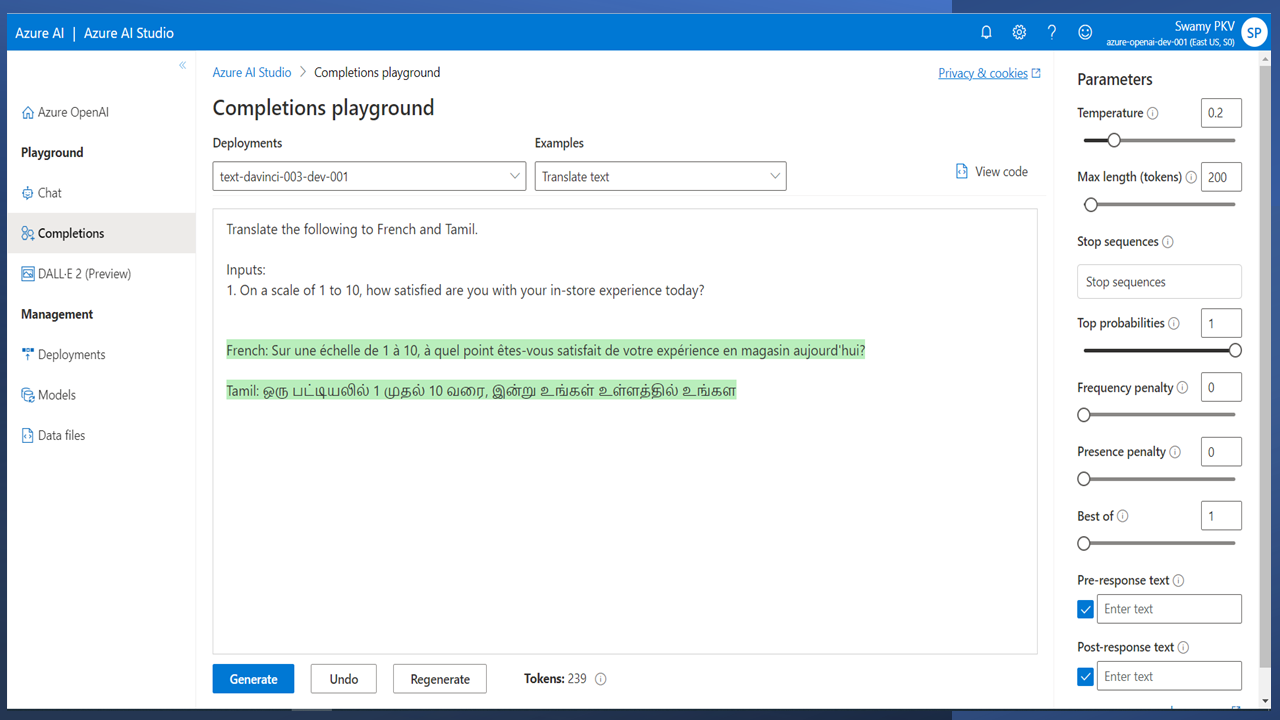 Azure AI | Azure AI Studio
Swamy PKV
azure-openai-dev-001 (East US, S0)
SP
Azure OpenAI
Playground
Chat
Completions
DALL·E 2 (Preview)
Management
Deployments
Models
Data files
Azure AI Studio > Completions playground
Privacy & cookies
Completions playground
Deployments
Examples
text-davinci-003-dev-001
Translate text
View code
Translate the following to French and Tamil.
Inputs:
1. On a scale of 1 to 10, how satisfied are you with your in-store experience today?
French: Sur une échelle de 1 à 10, à quel point êtes-vous satisfait de votre expérience en magasin aujourd'hui?
Tamil: ஒரு பட்டியலில் 1 முதல் 10 வரை, இன்று உங்கள் உள்ளத்தில் உங்கள
Generate
Undo
Regenerate
Tokens: 239
Parameters
Temperature
0.2
Max length (tokens)
200
Stop sequences
Stop sequences
Top probabilities
1
Frequency penalty
0
Presence penalty
0
Best of
1
Pre-response text
Enter text
Post-response text
Enter text